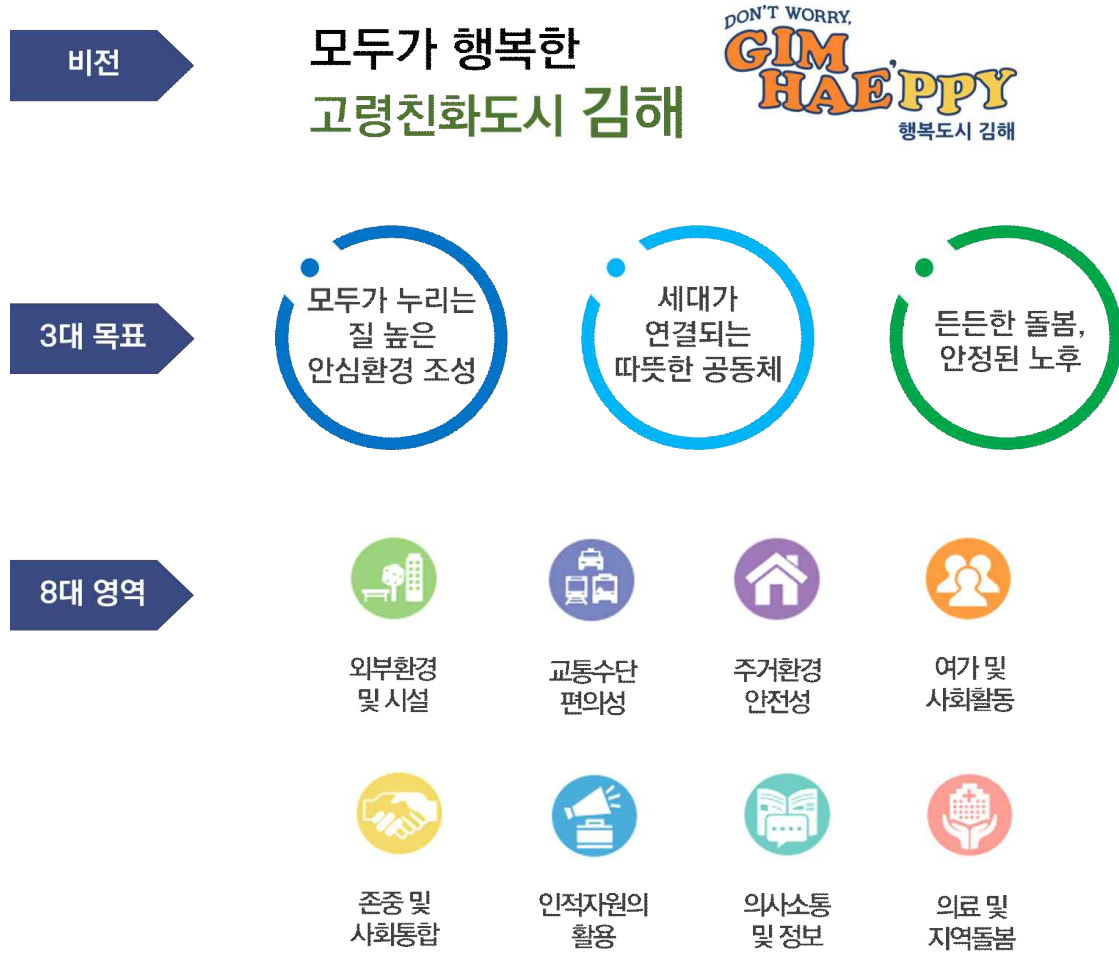 비전
모두가 행복한
고령친화도시 김해
DON'T WORRY,
GIM
HAE'PPY
행복도시 김해
3대 목표
모두가 누리는
질 높은
안심환경 조성
세대가
연결되는
따뜻한 공동체
든든한 돌봄,
안정된 노후
8대 영역
외부환경
및 시설
교통수단
편의성
주거환경
안전성
여가 및
사회활동
존중 및
사회통합
인적자원의
활용
의사소통
및 정보
의료 및
지역돌봄